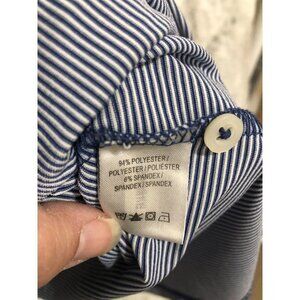 94% POLYESTER /
POLYESTER / POLIÉSTER
6% SPANDEX /
SPANDEX / SPANDEX